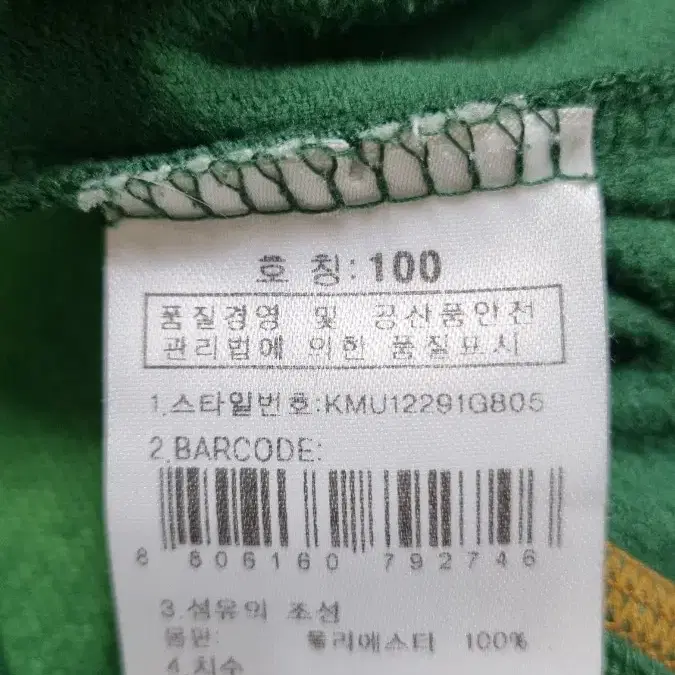 호 칭: 100
품질경영 및 공산품안전
관리법에 의한 품질표시
1.스타일번호:KMU12291G805
2.BARCODE:
8 806160 792746
3.섬유의 조성
몸판: 폴리에스터 100%
4.치수